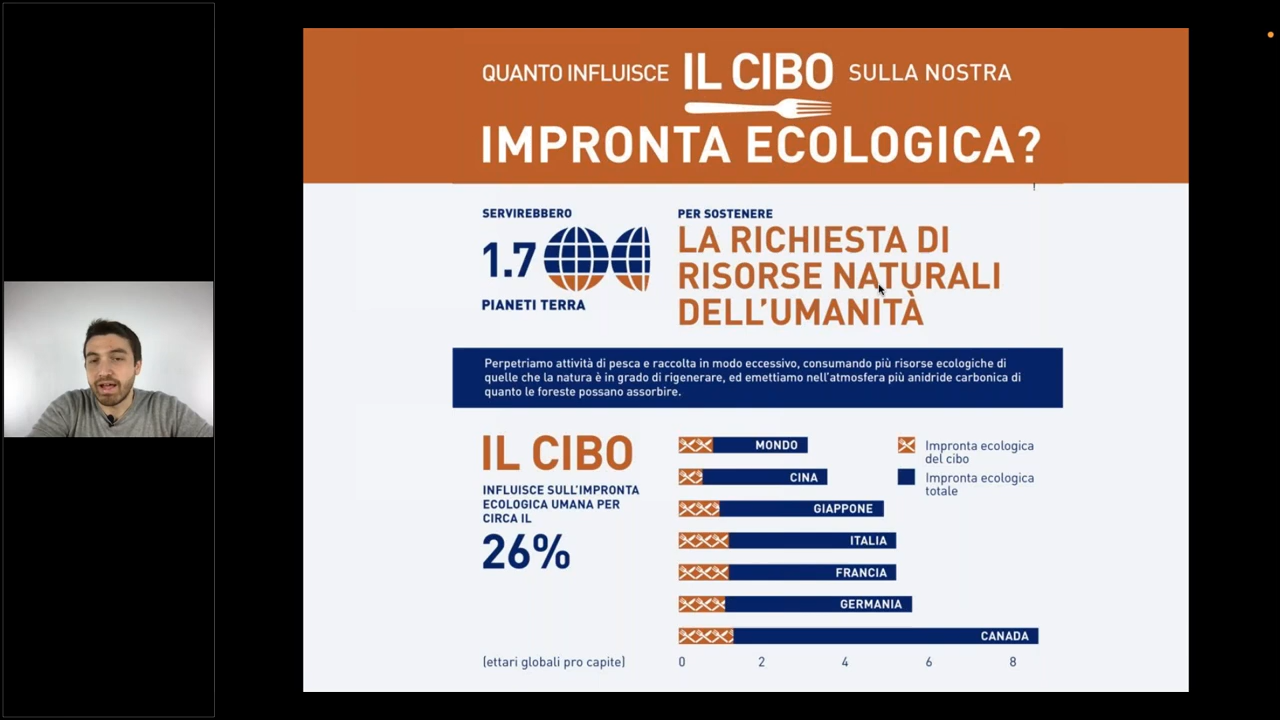 QUANTO INFLUISCE IL CIBO SULLA NOSTRA
IMPRONTA ECOLOGICA?
SERVIREBBERO
1.7
PIANETI TERRA
PER SOSTENERE
LA RICHIESTA DI
RISORSE NATURALI
DELL'UMANITÀ
Perpetriamo attività di pesca e raccolta in modo eccessivo, consumando più risorse ecologiche di
quelle che la natura è in grado di rigenerare, ed emettiamo nell'atmosfera più anidride carbonica di
quanto le foreste possano assorbire.
IL CIBO
INFLUISCE SULL'IMPRONTA
ECOLOGICA UMANA PER
CIRCA IL
26%
MONDO
CINA
GIAPPONE
ITALIA
FRANCIA
GERMANIA
CANADA
Impronta ecologica
del cibo
Impronta ecologica
totale
(ettari globali pro capite)
0 2 4 6 8